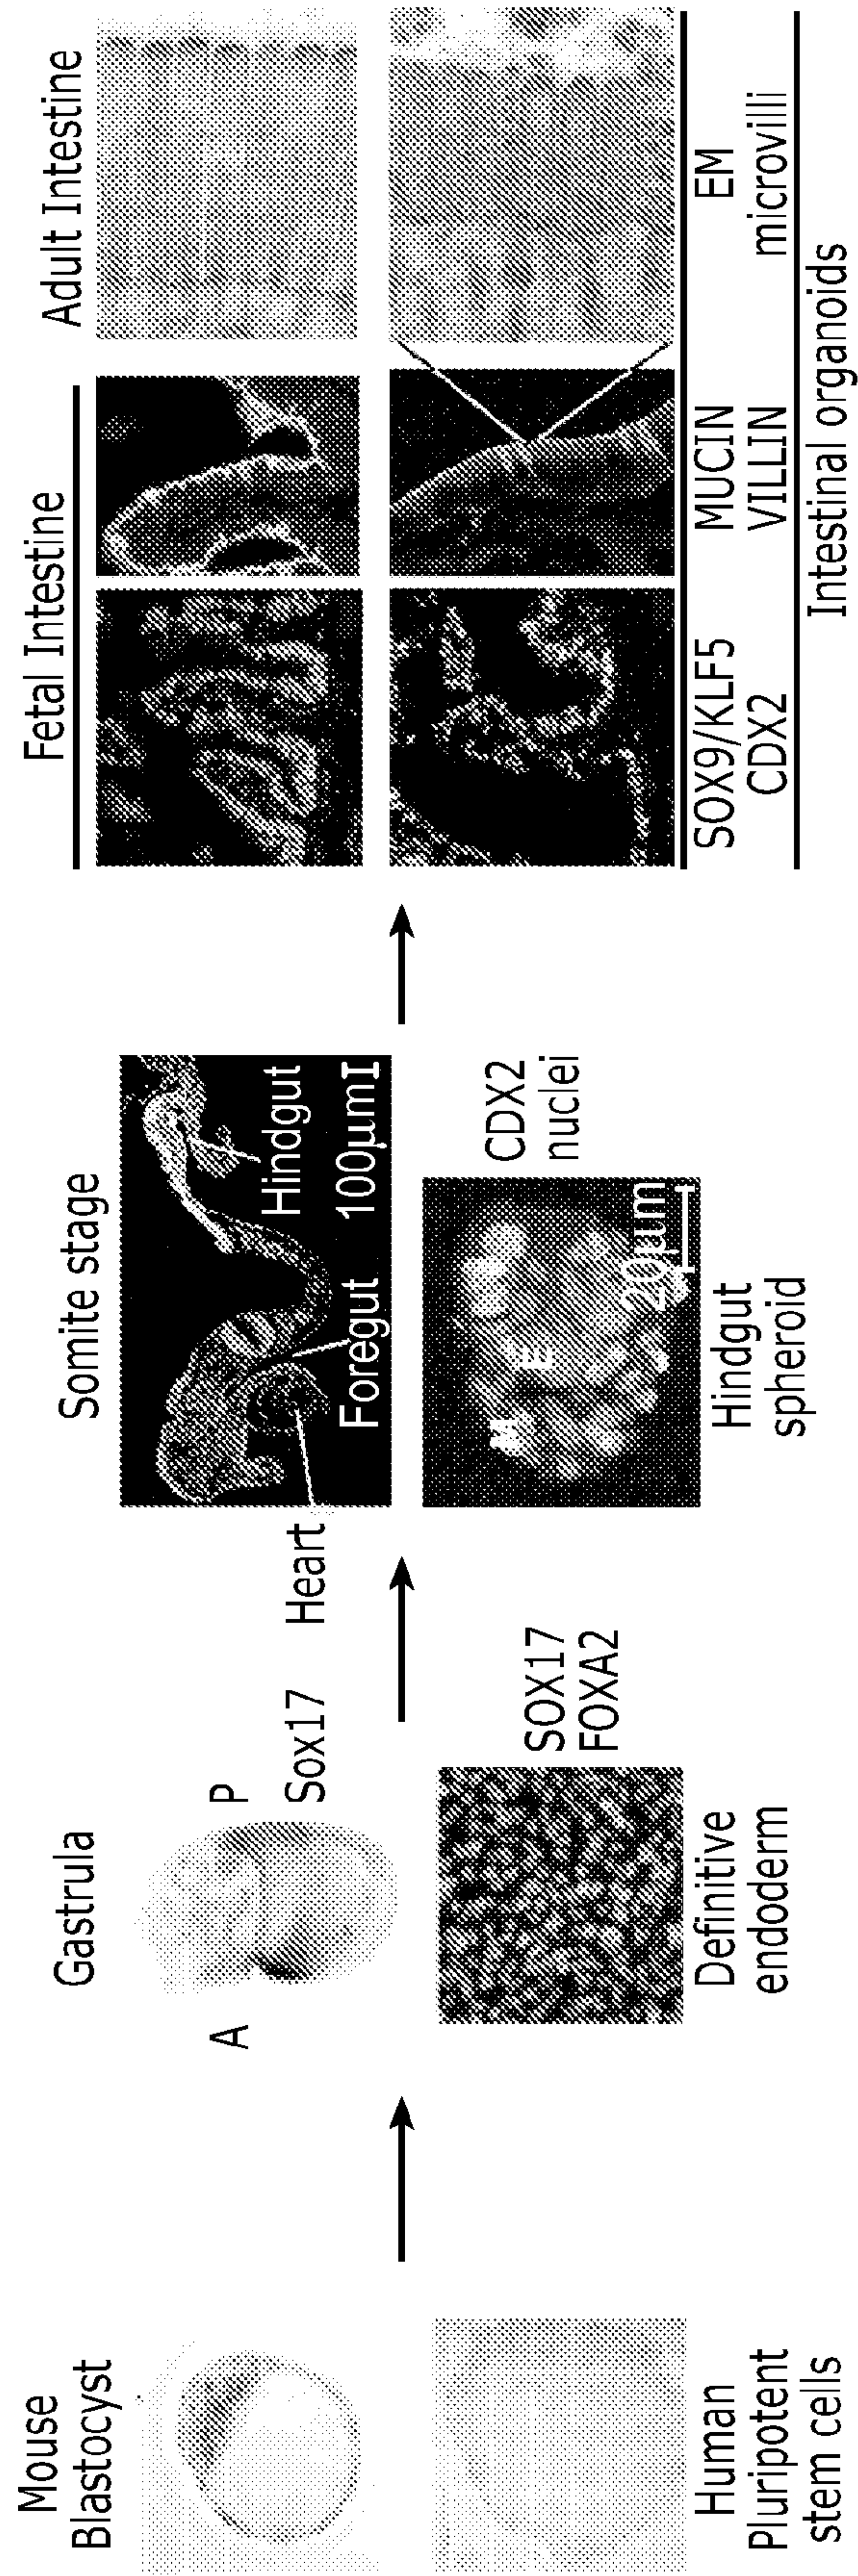 Mouse
Blastocyst
Gastrula
Somite stage
Fetal Intestine
Adult Intestine
A
P
Sox17
Heart
Foregut
Hindgut
100µm
SOX17
FOXA2
M
E
20µm
CDX2
nuclei
Human
Pluripotent
stem cells
Definitive
endoderm
Hindgut
spheroid
SOX9/KLF5
CDX2
MUCIN
VILLIN
EM
microvilli
Intestinal organoids